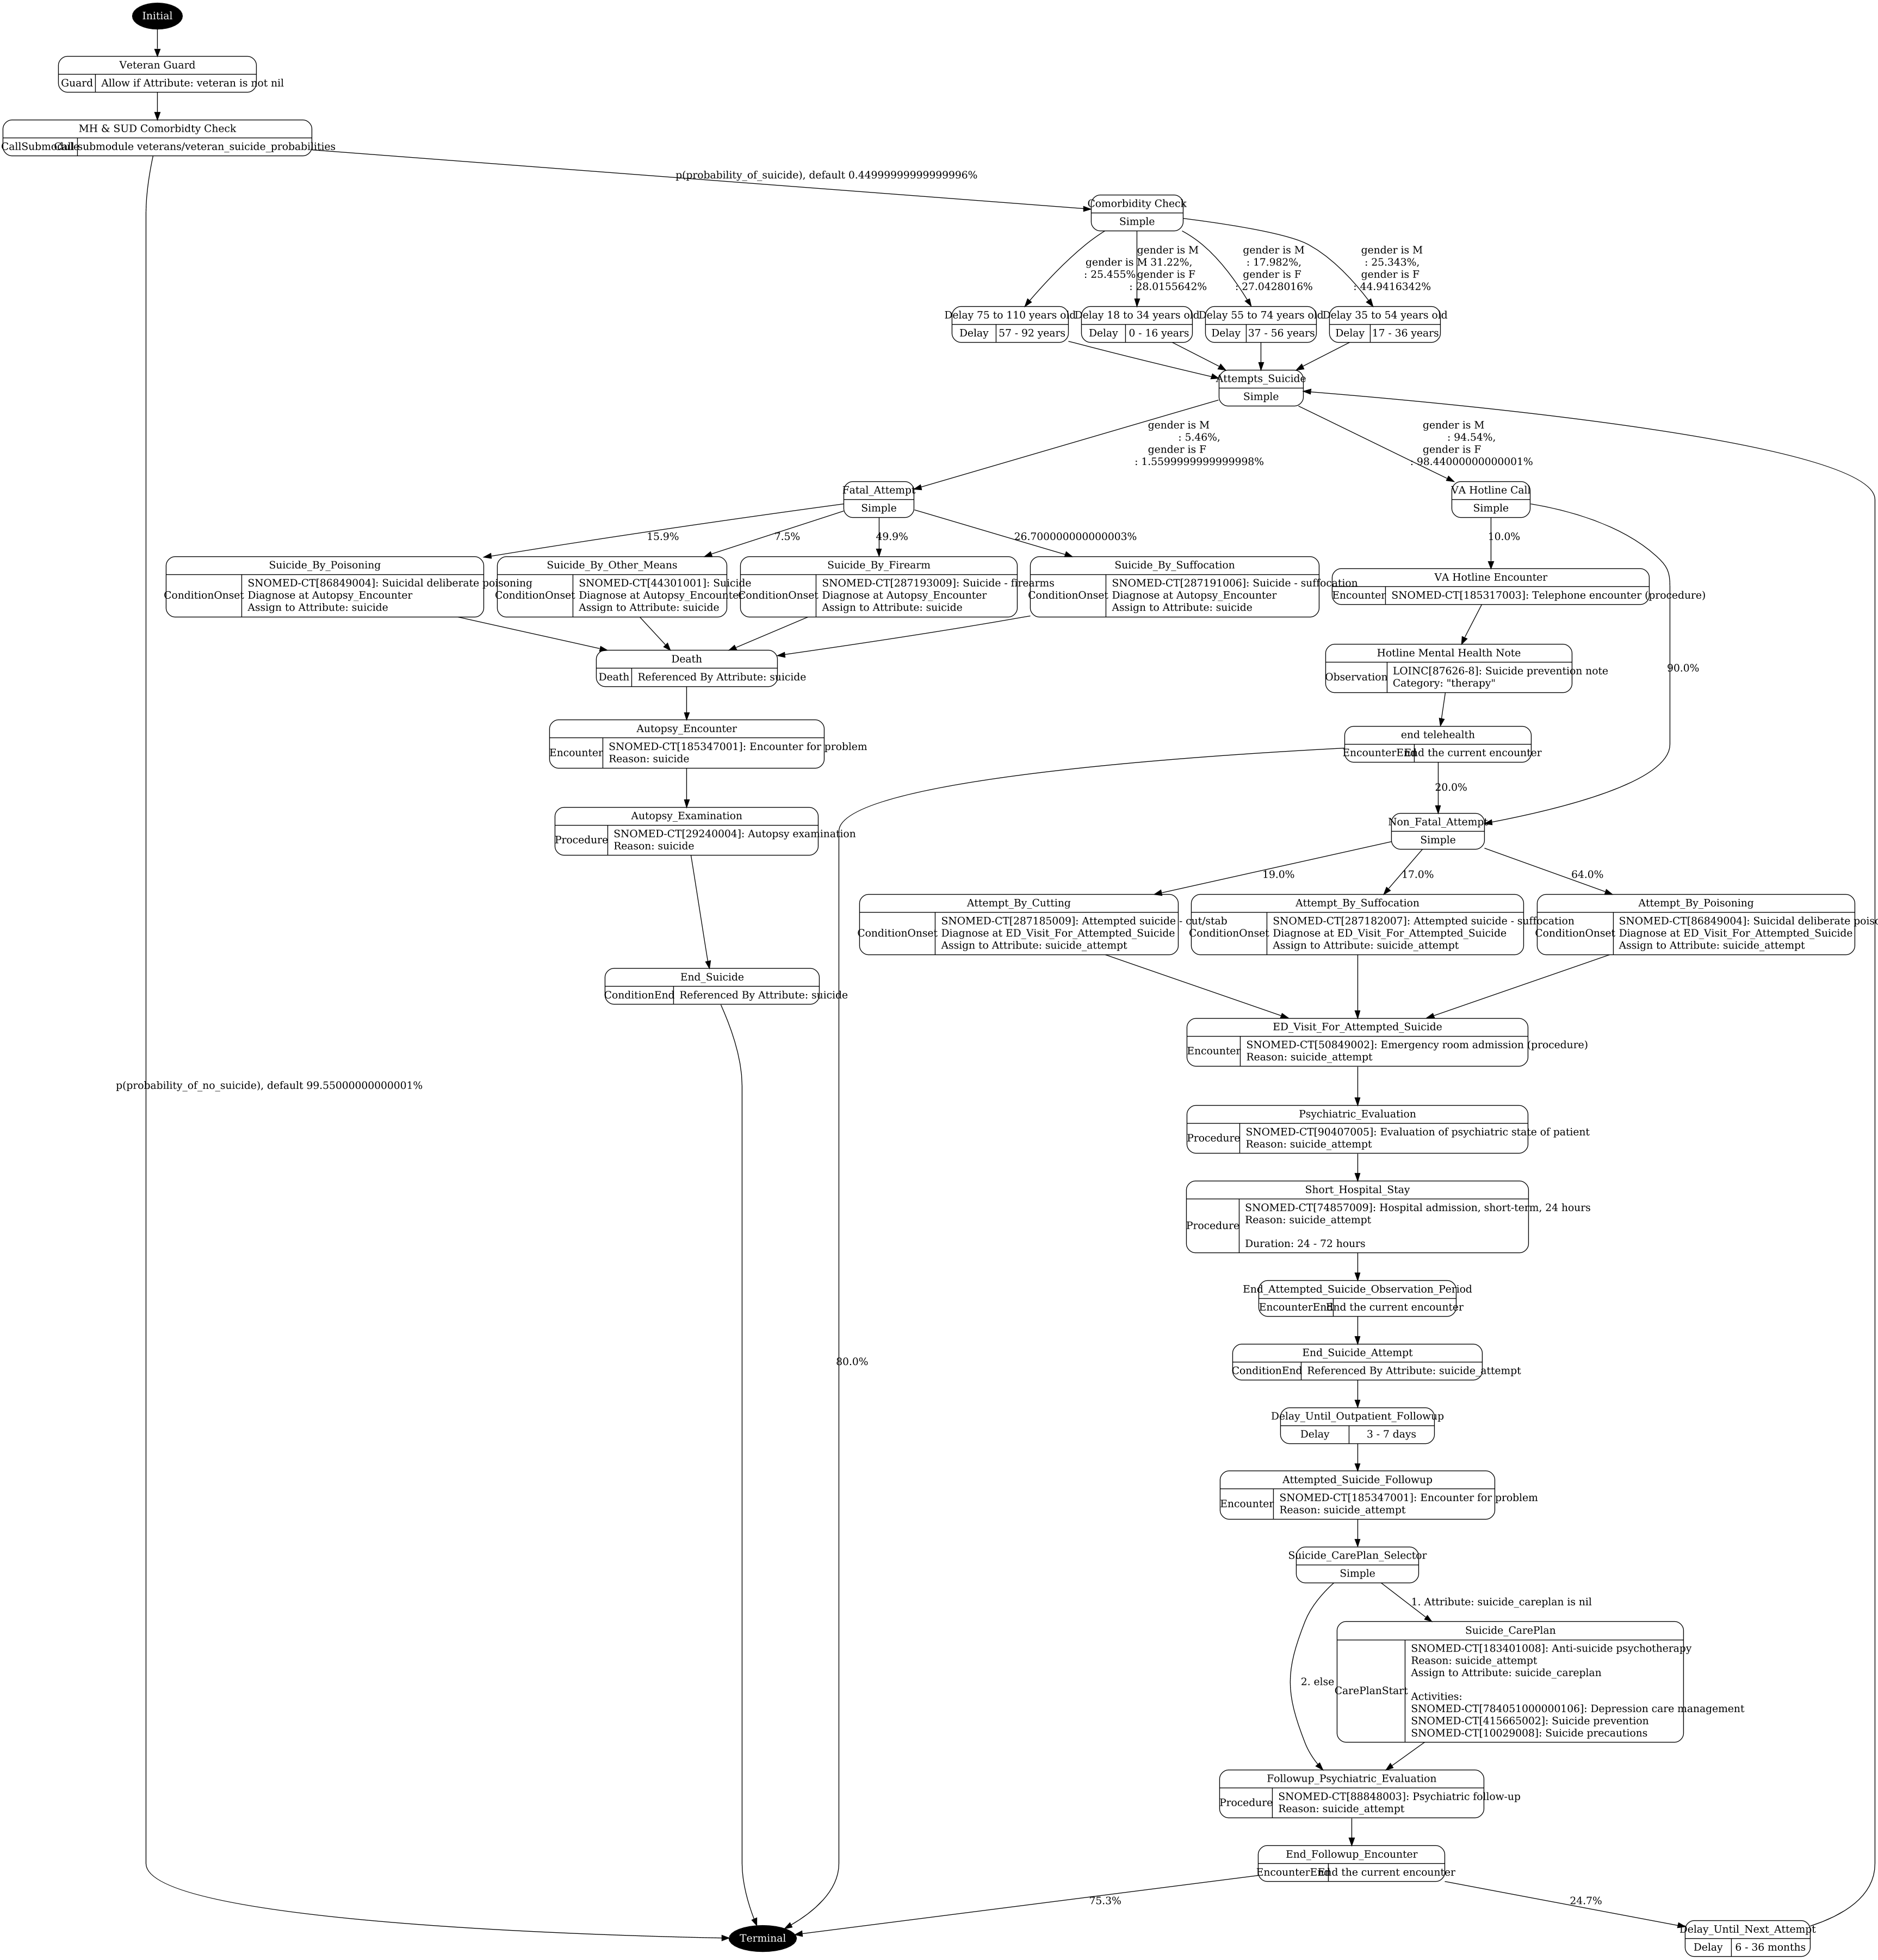 Initial
Veteran Guard
Guard
Allow if Attribute: veteran is not nil
MH & SUD Comorbidty Check
CallSubmodule
Call submodule veterans/veteran_suicide_probabilities
p(probability_of_suicide), default 0.44999999999999996%
Comorbidity Check
Simple
gender is M
: 25.455%
gender is M 31.22%,
gender is F
: 28.0155642%
gender is M
: 17.982%,
gender is F
: 27.0428016%
gender is M
: 25.343%,
gender is F
: 44.9416342%
Delay 75 to 110 years old
Delay
57 - 92 years
Delay 18 to 34 years old
Delay
0 - 16 years
Delay 55 to 74 years old
Delay
37 - 56 years
Delay 35 to 54 years old
Delay
17 - 36 years
Attempts_Suicide
Simple
gender is M
: 5.46%,
gender is F
: 1.5599999999999998%
gender is M
: 94.54%,
gender is F
: 98.44000000000001%
Fatal_Attempt
Simple
VA Hotline Call
Simple
15.9%
7.5%
49.9%
26.700000000000003%
10.0%
90.0%
Suicide_By_Poisoning
ConditionOnset
SNOMED-CT[86849004]: Suicidal deliberate poisoning
Diagnose at Autopsy_Encounter
Assign to Attribute: suicide
Suicide_By_Other_Means
ConditionOnset
SNOMED-CT[44301001]: Suicide
Diagnose at Autopsy_Encounter
Assign to Attribute: suicide
Suicide_By_Firearm
ConditionOnset
SNOMED-CT[287193009]: Suicide - firearms
Diagnose at Autopsy_Encounter
Assign to Attribute: suicide
Suicide_By_Suffocation
ConditionOnset
SNOMED-CT[287191006]: Suicide - suffocation
Diagnose at Autopsy_Encounter
Assign to Attribute: suicide
VA Hotline Encounter
Encounter
SNOMED-CT[185317003]: Telephone encounter (procedure)
Death
Death
Referenced By Attribute: suicide
Hotline Mental Health Note
Observation
LOINC[87626-8]: Suicide prevention note
Category: "therapy"
Autopsy_Encounter
Encounter
SNOMED-CT[185347001]: Encounter for problem
Reason: suicide
end telehealth
EncounterEnd
End the current encounter
20.0%
80.0%
Autopsy_Examination
Procedure
SNOMED-CT[29240004]: Autopsy examination
Reason: suicide
Non_Fatal_Attempt
Simple
19.0%
17.0%
64.0%
Attempt_By_Cutting
ConditionOnset
SNOMED-CT[287185009]: Attempted suicide - cut/stab
Diagnose at ED_Visit_For_Attempted_Suicide
Assign to Attribute: suicide_attempt
Attempt_By_Suffocation
ConditionOnset
SNOMED-CT[287182007]: Attempted suicide - suffocation
Diagnose at ED_Visit_For_Attempted_Suicide
Assign to Attribute: suicide_attempt
Attempt_By_Poisoning
ConditionOnset
SNOMED-CT[86849004]: Suicidal deliberate
Diagnose at ED_Visit_For_Attempted_Suicide
Assign to Attribute: suicide_attempt
End_Suicide
ConditionEnd
Referenced By Attribute: suicide
ED_Visit_For_Attempted_Suicide
Encounter
SNOMED-CT[50849002]: Emergency room admission (procedure)
Reason: suicide_attempt
p(probability_of_no_suicide), default 99.55000000000001%
Psychiatric_Evaluation
Procedure
SNOMED-CT[90407005]: Evaluation of psychiatric state of patient
Reason: suicide_attempt
Short_Hospital_Stay
Procedure
SNOMED-CT[74857009]: Hospital admission, short-term, 24 hours
Reason: suicide_attempt
Duration: 24 - 72 hours
End_Attempted_Suicide_Observation_Period
EncounterEnd
End the current encounter
End_Suicide_Attempt
ConditionEnd
Referenced By Attribute: suicide_attempt
Delay_Until_Outpatient_Followup
Delay
3 - 7 days
Attempted_Suicide_Followup
Encounter
SNOMED-CT[185347001]: Encounter for problem
Reason: suicide_attempt
Suicide_CarePlan_Selector
Simple
1. Attribute: suicide_careplan is nil
2. else
Suicide_CarePlan
CarePlanStart
SNOMED-CT[183401008]: Anti-suicide psychotherapy
Reason: suicide_attempt
Assign to Attribute: suicide_careplan
Activities:
SNOMED-CT[784051000000106]: Depression care management
SNOMED-CT[415665002]: Suicide prevention
SNOMED-CT[10029008]: Suicide precautions
Followup_Psychiatric_Evaluation
Procedure
SNOMED-CT[88848003]: Psychiatric follow-up
Reason: suicide_attempt
End_Followup_Encounter
EncounterEnd
End the current encounter
75.3%
24.7%
Terminal
Delay_Until_Next_Attempt
Delay
6 - 36 months